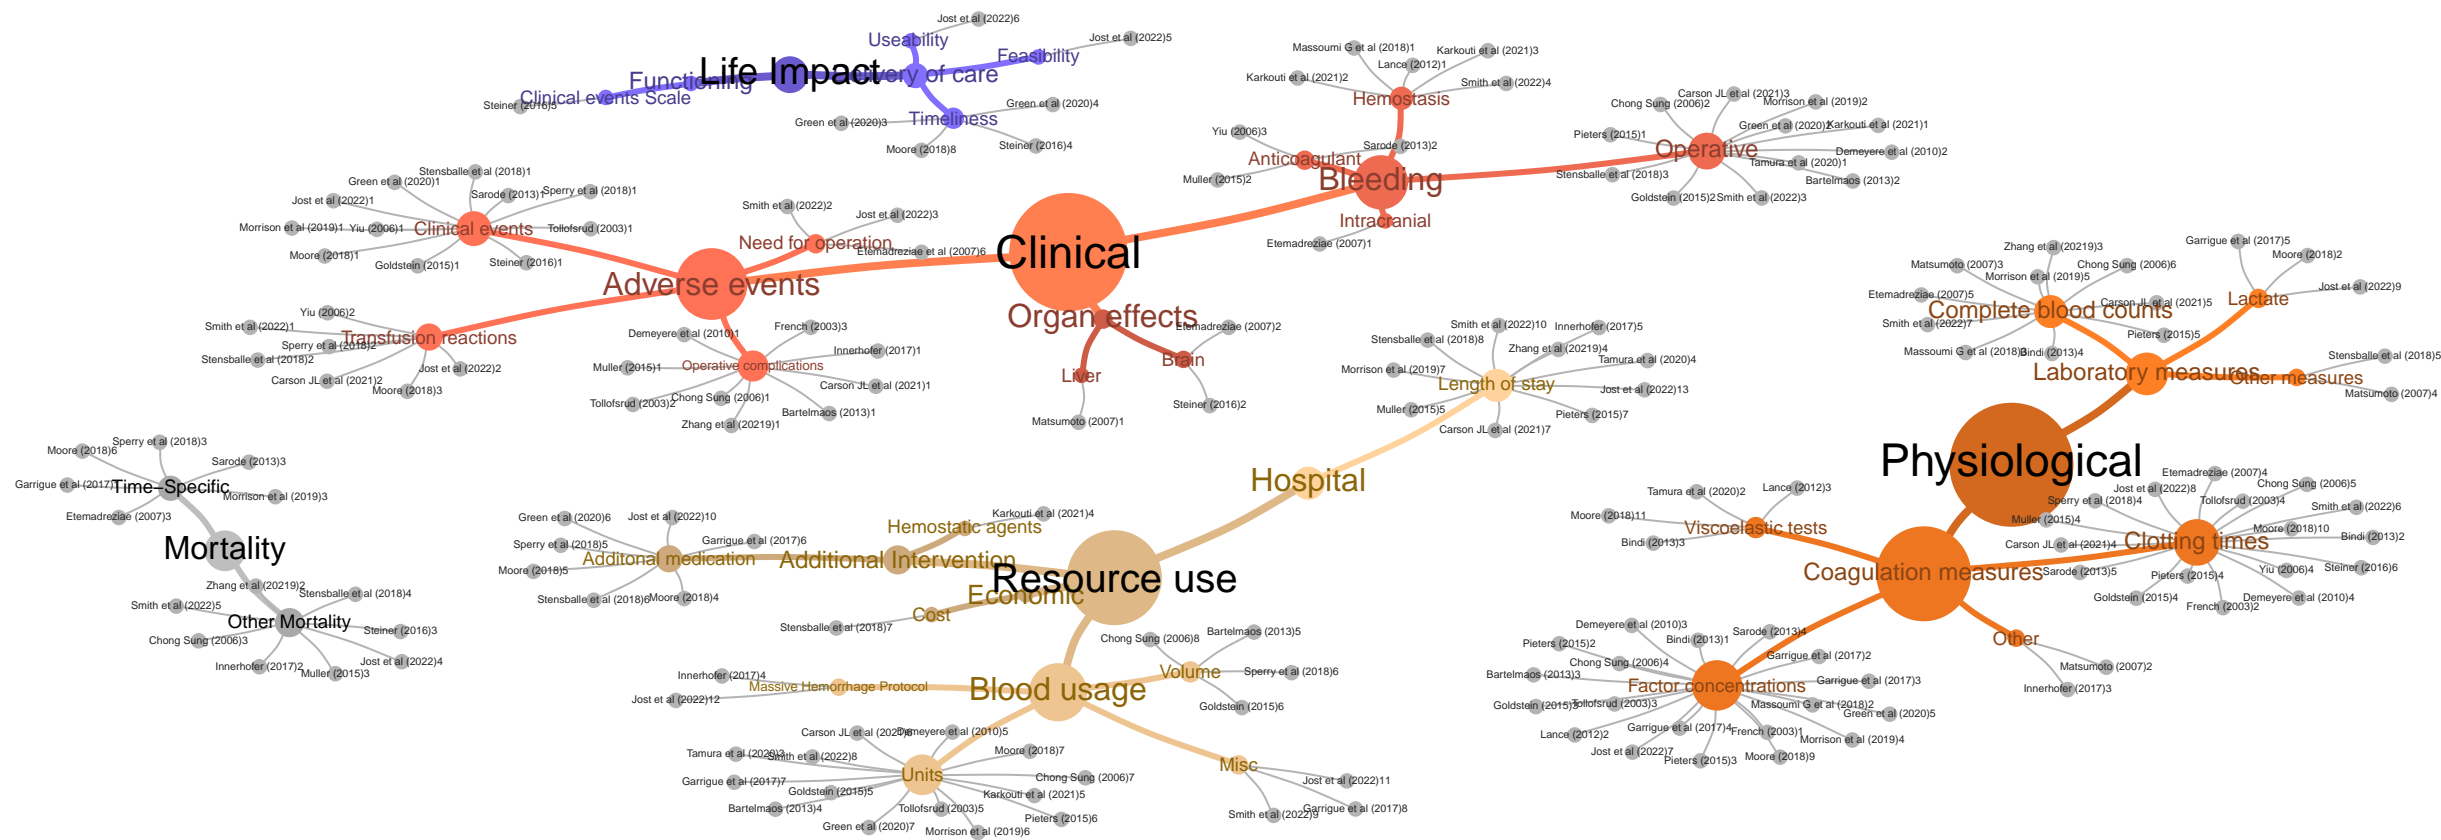 Jost et al (2022)6
Useability
Jost et al (2022)5
Feasibility
Life Impact
Functioning
Clinical events Scale
Steiner (2016)5
Green et al (2020)4
Green et al (2020)3
Timeliness
Moore (2018)8
Steiner (2016)4
Massoumi G et al (2018)1
Karkouti et al (2021)3
Lance (2012)1
Karkouti et al (2021)2
Smith et al (2022)4
Hemostasis
Yiu (2006)3
Sarode (2013)2
Anticoagulant
Muller (2015)2
Bleeding
Intracranial
Etemadreziae (2007)1
Carson JL et al (2021)3
Chong Sung (2006)2
Morrison et al (2019)2
Green et al (2020)2
Karkouti et al (2021)1
Pieters (2015)1
Operative
Demeyere et al (2010)2
Tamura et al (2020)1
Stensballe et al (2018)3
Bartelmaos (2013)2
Goldstein (2015)2
Smith et al (2022)3
Stensballe et al (2018)1
Green et al (2020)1
Sarode (2013)1
Sperry et al (2018)1
Jost et al (2022)1
Morrison et al (2019)1
Yiu (2006)1
Clinical events
Tollofsrud (2003)1
Moore (2018)1
Goldstein (2015)1
Steiner (2016)1
Smith et al (2022)2
Jost et al (2022)3
Need for operation
Etemadreziae et al (2007)6
Clinical
Adverse events
Organ effects
Yiu (2006)2
Smith et al (2022)1
Transfusion reactions
Sperry et al (2018)2
Stensballe et al (2018)2
Jost et al (2022)2
Carson JL et al (2021)2
Moore (2018)3
Demeyere et al (2010)1
French (2003)3
Innerhofer (2017)1
Muller (2015)1
Operative complications
Carson JL et al (2021)1
Chong Sung (2006)1
Tollofsrud (2003)2
Bartelmaos (2013)1
Zhang et al (20219)1
Etemadreziae (2007)2
Brain
Liver
Steiner (2016)2
Matsumoto (2007)1
Smith et al (2022)10
Innerhofer (2017)5
Stensballe et al (2018)8
Zhang et al (20219)4
Tamura et al (2020)4
Morrison et al (2019)7
Length of stay
Jost et al (2022)13
Muller (2015)5
Pieters (2015)7
Carson JL et al (2021)7
Hospital
Zhang et al (20219)3
Garrigue et al (2017)5
Moore (2018)2
Matsumoto (2007)3
Chong Sung (2006)6
Morrison et al (2019)5
Jost et al (2022)9
Etemadreziae (2007)5
Lactate
Carson JL et al (2021)5
Complete blood counts
Smith et al (2022)7
Pieters (2015)5
Massoumi G et al (2018)3
Bindi (2013)4
Stensballe et al (2018)5
Laboratory measures
Other measures
Matsumoto (2007)4
Physiological
Sperry et al (2018)3
Moore (2018)6
Sarode (2013)3
Garrigue et al (2017)1
Time−Specific
Morrison et al (2019)3
Etemadreziae (2007)3
Mortality
Zhang et al (20219)2
Stensballe et al (2018)4
Smith et al (2022)5
Other Mortality
Steiner (2016)3
Chong Sung (2006)3
Jost et al (2022)4
Innerhofer (2017)2
Muller (2015)3
Green et al (2020)6
Jost et al (2022)10
Garrigue et al (2017)6
Sperry et al (2018)5
Additonal medication
Moore (2018)5
Stensballe et al (2018)6
Moore (2018)4
Karkouti et al (2021)4
Hemostatic agents
Additional Intervention
Resource use
Economic
Cost
Stensballe et al (2018)7
Chong Sung (2006)8
Bartelmaos (2013)5
Volume
Sperry et al (2018)6
Goldstein (2015)6
Innerhofer (2017)4
Massive Hemorrhage Protocol
Blood usage
Jost et al (2022)12
Demeyere et al (2010)5
Tamura et al (2020)3
Smith et al (2022)8
Moore (2018)7
Units
Chong Sung (2006)7
Garrigue et al (2017)7
Goldstein (2015)5
Karkouti et al (2021)5
Bartelmaos (2013)4
Tollofsrud (2003)5
Pieters (2015)6
Green et al (2020)7
Morrison et al (2019)6
Misc
Jost et al (2022)11
Garrigue et al (2017)8
Smith et al (2022)9
Lance (2012)3
Tamura et al (2020)2
Moore (2018)11
Viscoelastic tests
Bindi (2013)3
Coagulation measures
Etemadreziae (2007)4
Chong Sung (2006)5
Jost et al (2022)8
Sperry et al (2018)4
Tollofsrud (2003)4
Smith et al (2022)6
Muller (2015)4
Moore (2018)10
Bindi (2013)2
Carson JL et al (2021)4
Clotting times
Steiner (2016)6
Sarode (2013)5
Pieters (2015)4
Yiu (2006)4
Goldstein (2015)4
French (2003)2
Demeyere et al (2010)4
Other
Matsumoto (2007)2
Innerhofer (2017)3
Demeyere et al (2010)3
Sarode (2013)4
Pieters (2015)2
Bindi (2013)1
Garrigue et al (2017)2
Chong Sung (2006)4
Bartelmaos (2013)3
Factor concentrations
Garrigue et al (2017)3
Tollofsrud (2003)3
Massoumi G et al (2018)2
Green et al (2020)5
Goldstein (2015)3
Garrigue et al (2017)4
French (2003)1
Lance (2012)2
Morrison et al (2019)4
Jost et al (2022)7
Pieters (2015)3
Moore (2018)9